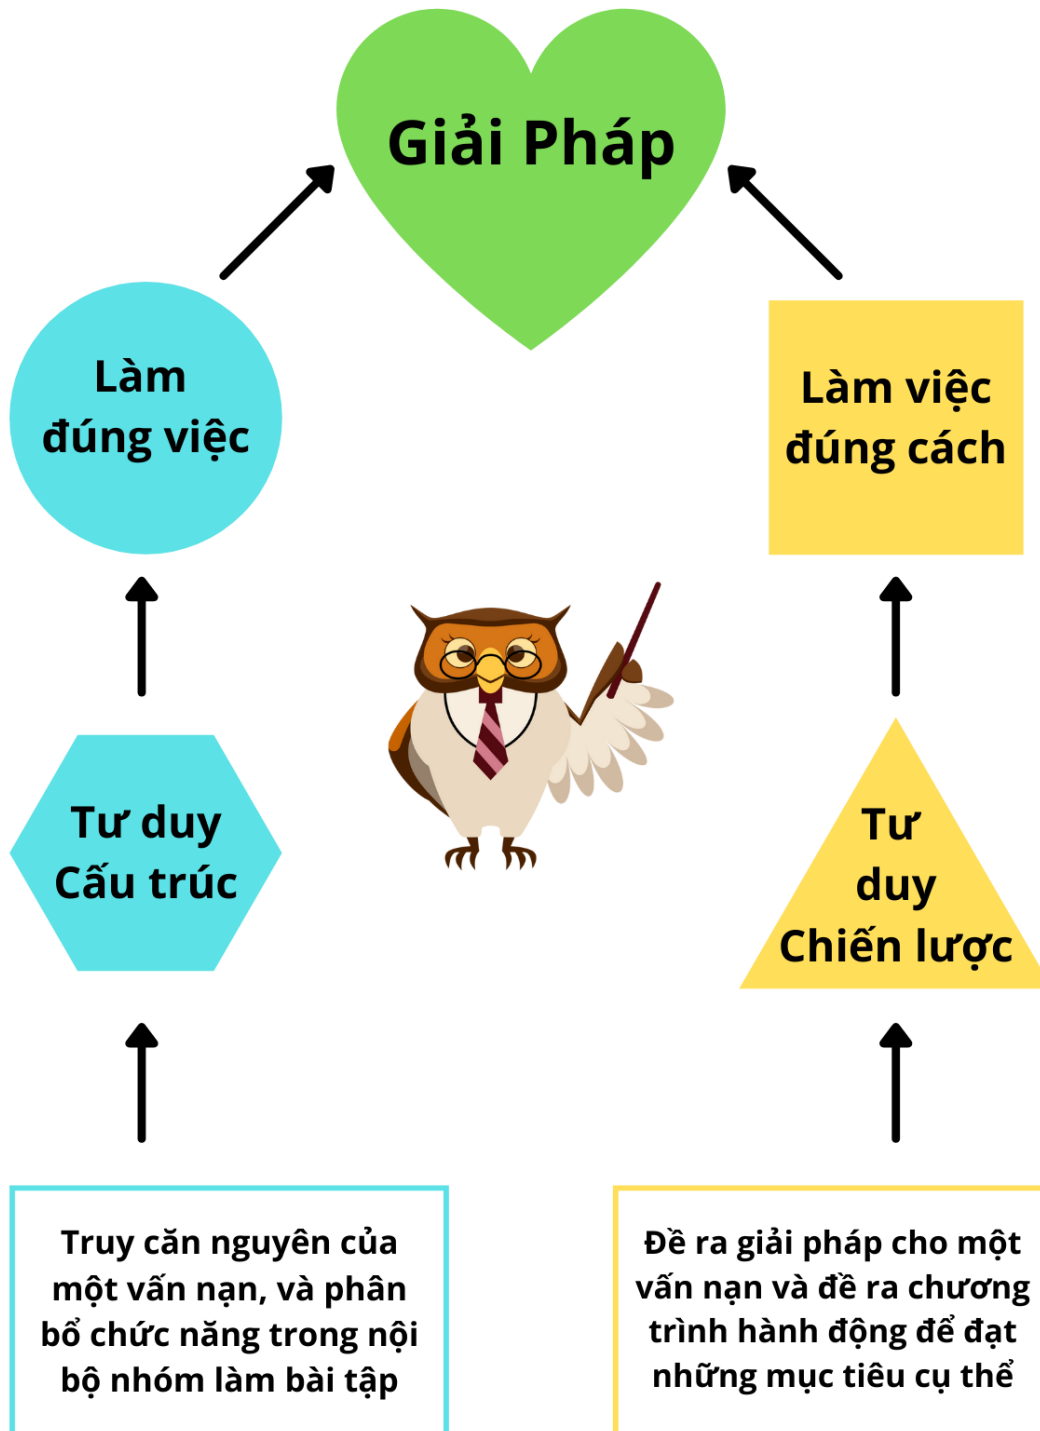 Giải Pháp
Làm
đúng việc
Làm việc
đúng cách
Tư duy
Cấu trúc
Tư
duy
Chiến lược
Truy căn nguyên của
một vấn nạn, và phân
bổ chức năng trong nội
bộ nhóm làm bài tập
Đề ra giải pháp cho một
vấn nạn và đề ra chương
trình hành động để đạt
những mục tiêu cụ thể